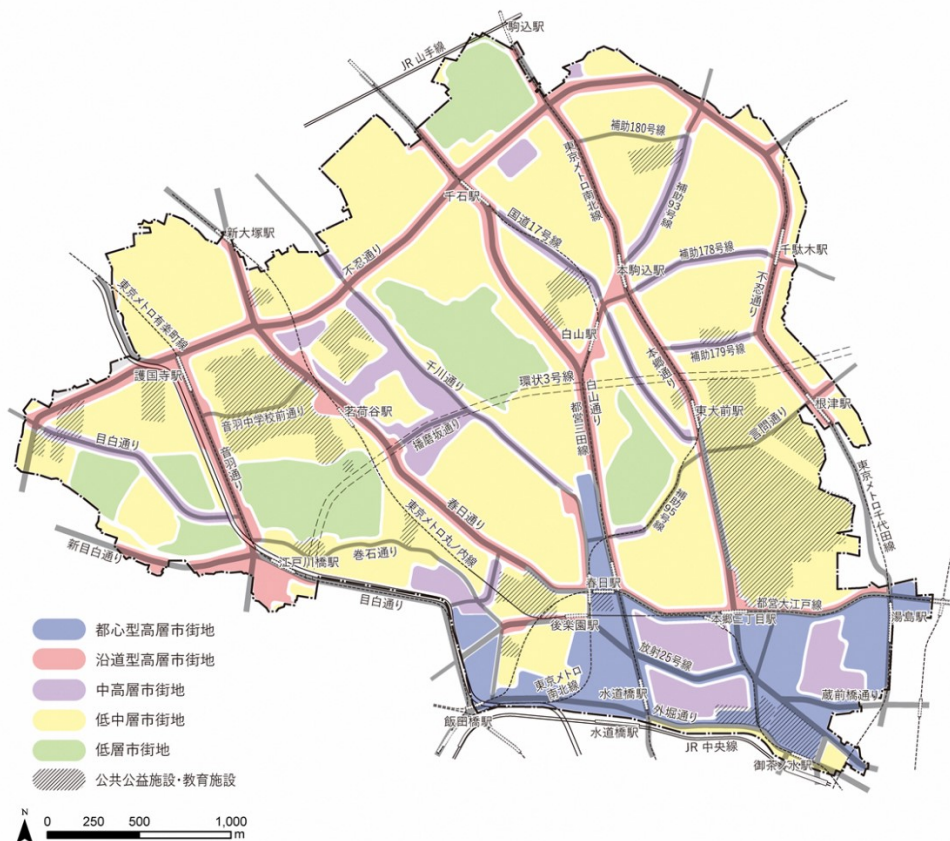 駒込駅
JR 山手線
補助180号線
東京メトロ南北線
千石駅
補助93号線
国道17号線
新大塚駅
不忍通り
本駒込駅
補助178号線
千駄木駅
不忍通り
東京メトロ有楽町線
白山駅
補助179号線
護国寺駅
千川通り
環状3号線
白山通り
本郷通り
都営三田線
根津駅
音羽中学校前通り
茗荷谷駅
東大前駅
言問通り
目白通り
音羽通り
播磨坂通り
春日通り
東京メトロ千代田線
補助95号線
東京メトロ丸ノ内線
新目白通り
江戸川橋駅
巻石通り
目白通り
春日駅
都営大江戸線
本郷三丁目駅
湯島駅
後楽園駅
放射25号線
東京メトロ
南北線
水道橋駅
蔵前橋通り
外堀通り
飯田橋駅
水道橋駅
JR 中央線
御茶ノ水駅
都心型高層市街地
沿道型高層市街地
中高層市街地
低中層市街地
低層市街地
公共公益施設・教育施設
N
0 250 500 1,000
m